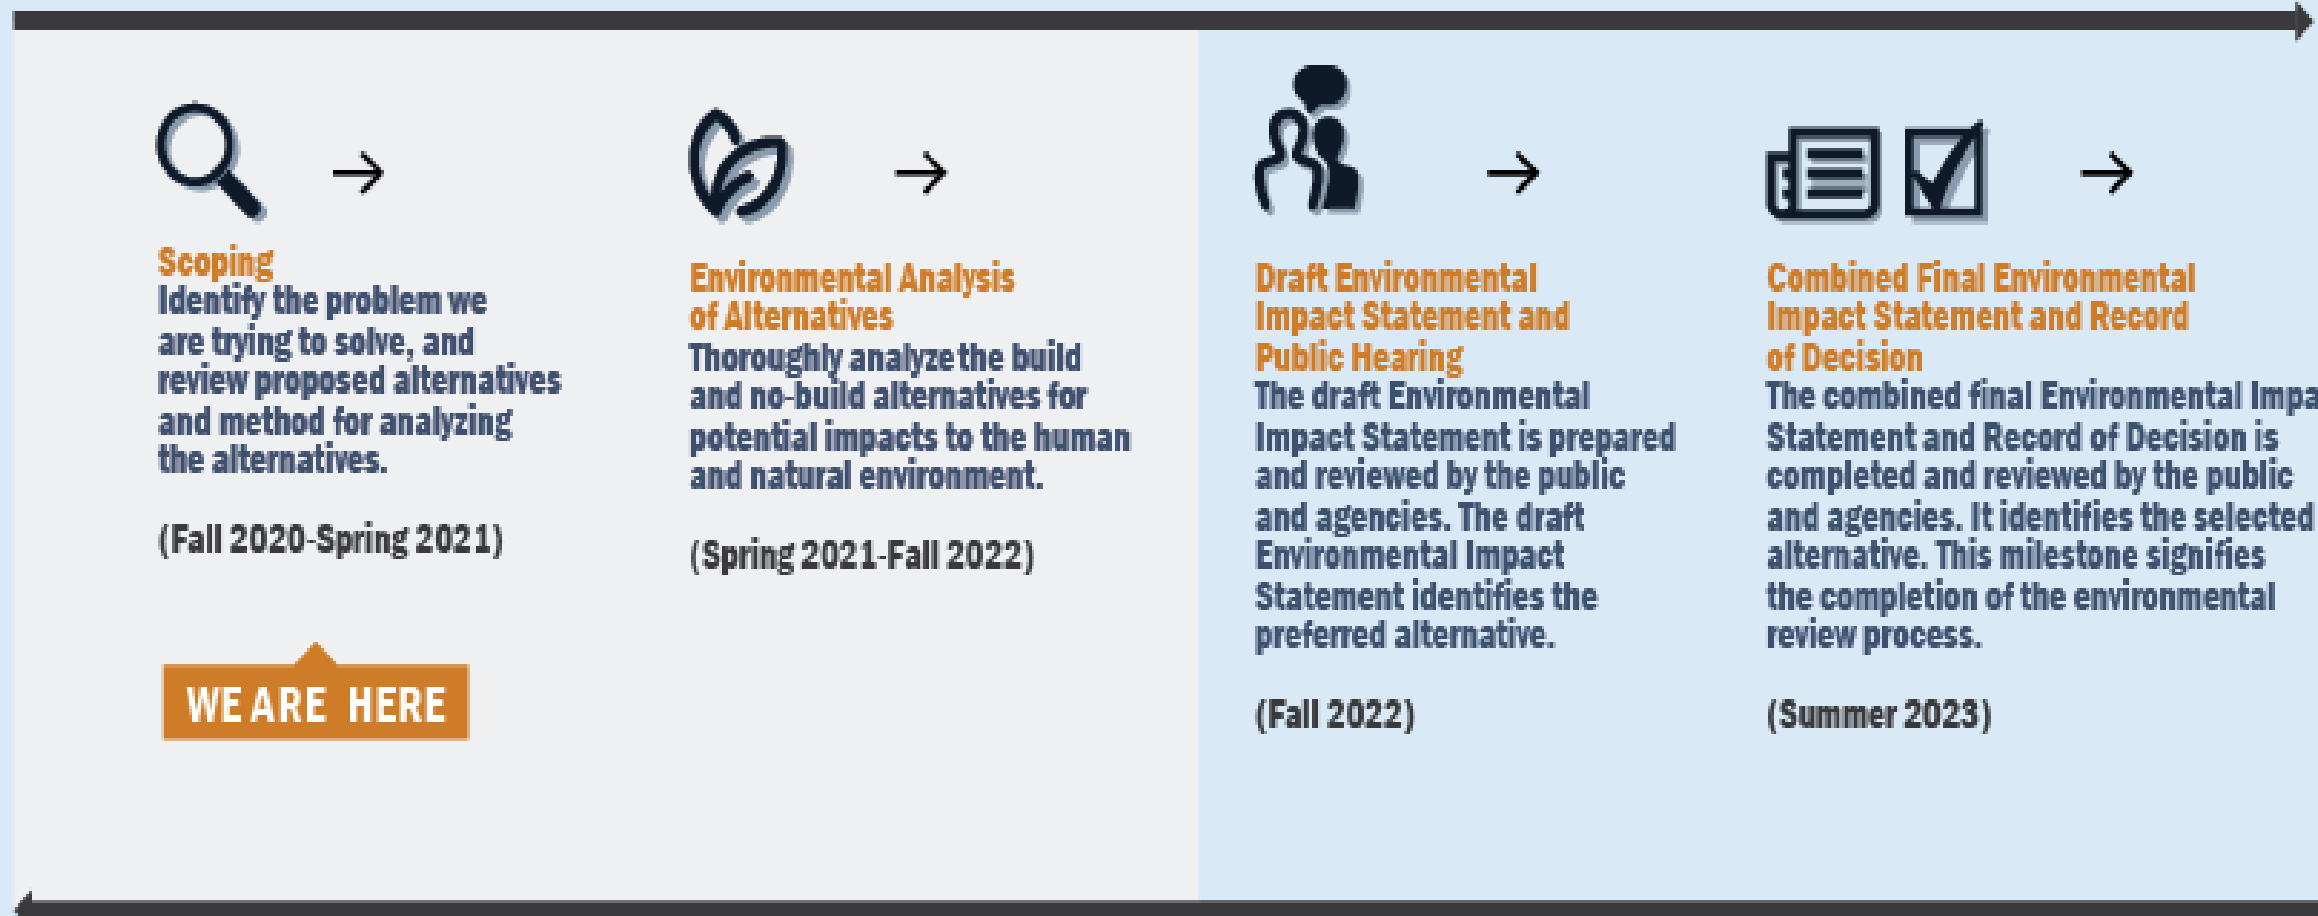 Scoping
Identify the problem we
are trying to solve, and
review proposed alternatives
and method for analyzing
the alternatives.
(Fall 2020-Spring 2021)
WE ARE HERE
Environmental Analysis
of Alternatives
Thoroughly analyze the build
and no-build alternatives for
potential impacts to the human
and natural environment.
(Spring 2021-Fall 2022)
Draft Environmental
Impact Statement and
Public Hearing
The draft Environmental
Impact Statement is prepared
and reviewed by the public
and agencies. The draft
Environmental Impact
Statement identifies the
preferred alternative.
(Fall 2022)
Combined Final Environmental
Impact Statement and Record
of Decision
The combined final Environmental Impa
Statement and Record of Decision is
completed and reviewed by the public
and agencies. It identifies the selected
alternative. This milestone signifies
the completion of the environmental
review process.
(Summer 2023)